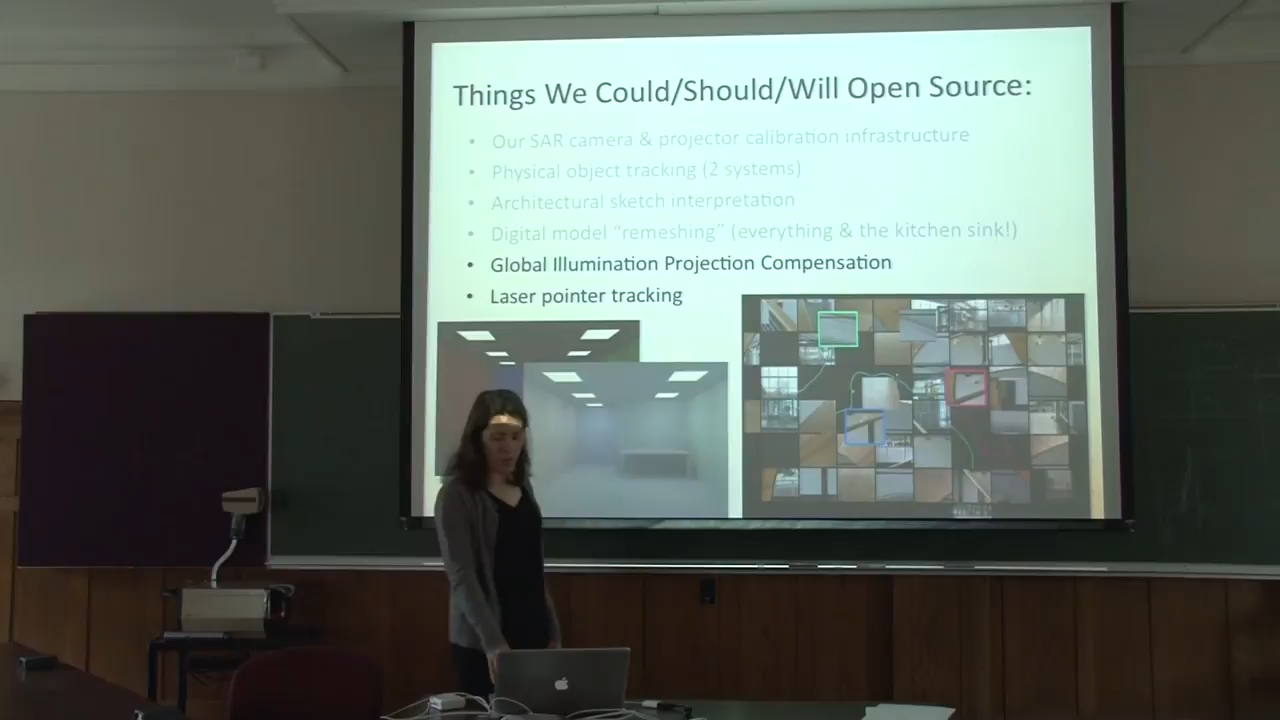 Things We Could/Should/Will Open Source:
• Our SAR camera & projector calibration infrastructure
• Physical object tracking (2 systems)
• Architectural sketch interpretation
• Digital model “remeshing” (everything & the kitchen sink!)
• Global Illumination Projection Compensation
• Laser pointer tracking